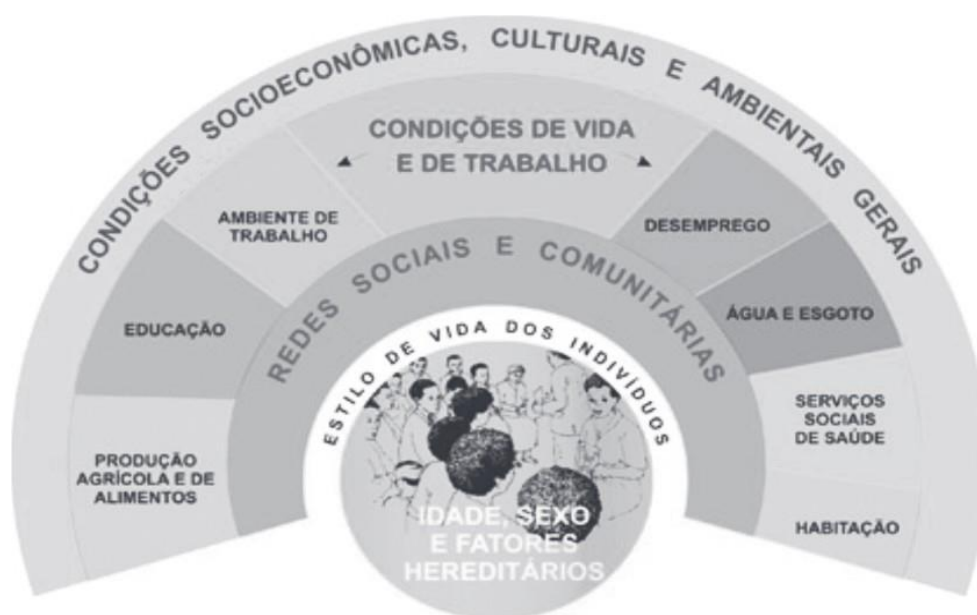 CONDIÇÕES SOCIOECONÔMICAS, CULTURAIS E AMBIENTAIS GERAIS
CONDIÇÕES DE VIDA
E DE TRABALHO
AMBIENTE DE
TRABALHO
DESEMPREGO
EDUCAÇÃO
ÁGUA E ESGOTO
PRODUÇÃO
AGRÍCOLA E DE
ALIMENTOS
SERVIÇOS
SOCIAIS
DE SAÚDE
HABITAÇÃO
REDES SOCIAIS E COMUNITÁRIAS
ESTILO DE VIDA DOS INDIVÍDUOS
IDADE, SEXO
E FATORES
HEREDITÁRIOS